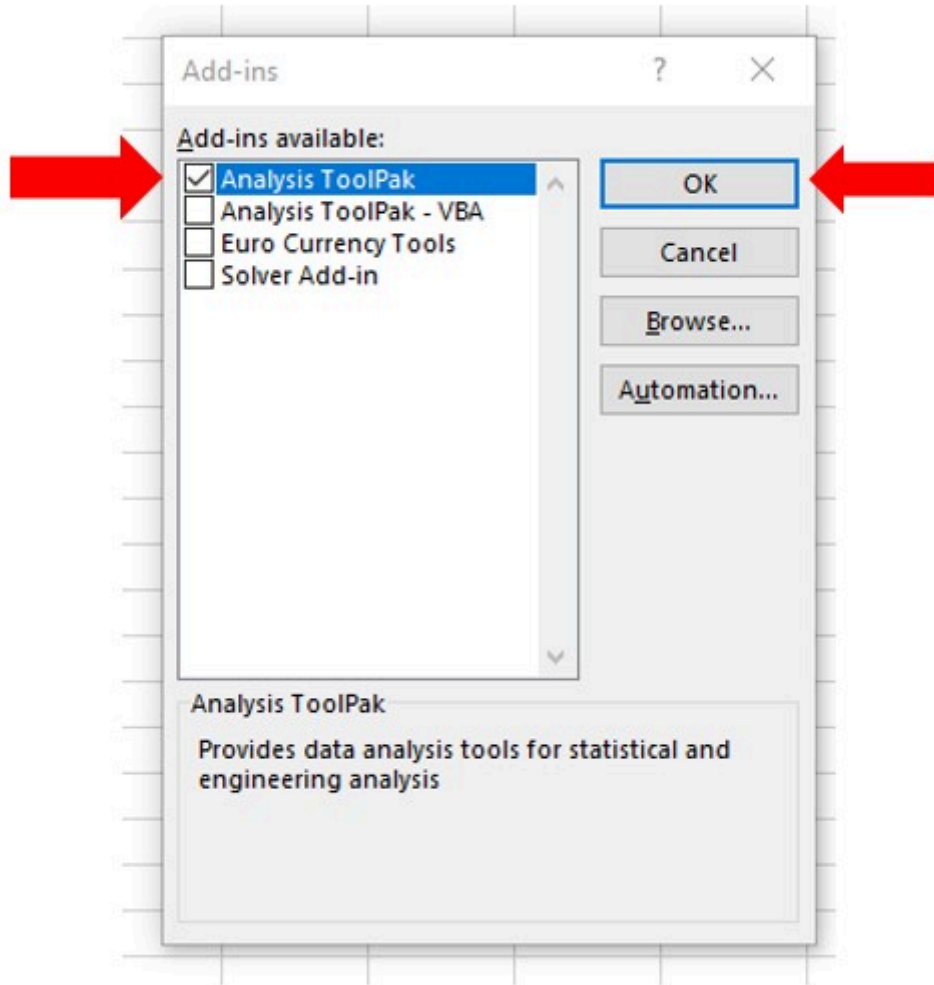 Add-ins ?
Add-ins available:
Analysis ToolPak
Analysis ToolPak - VBA
Euro Currency Tools
Solver Add-in
OK
Cancel
Browse...
Automation...
Analysis ToolPak
Provides data analysis tools for statistical and
engineering analysis